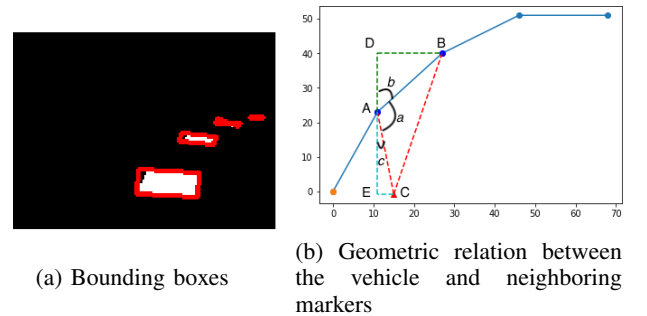 50
40
30
20
10
0
D
B
b
A
a
c
E
C
0 10 20 30 40 50 60 70
(a) Bounding boxes
(b) Geometric relation between
the vehicle and neighboring
markers